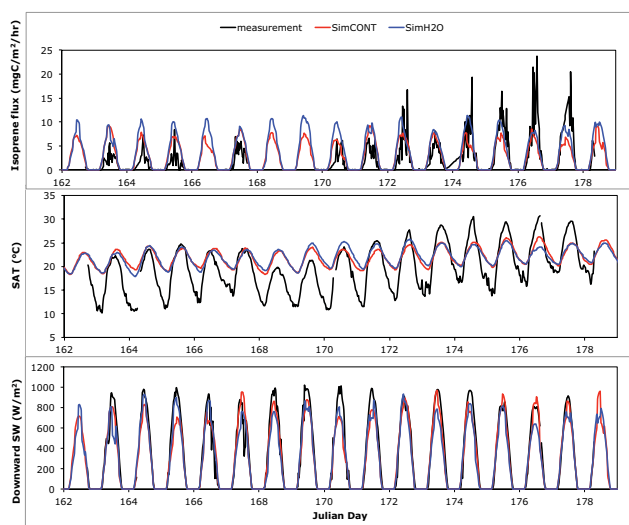 measurement SimCONT SimH2O
Isoprene flux (mgC/m²/hr)
25
20
15
10
5
0
162 164 166 168 170 172 174 176 178
SAT (°C)
35
30
25
20
15
10
5
162 164 166 168 170 172 174 176 178
Downward SW (W/m²)
1200
1000
800
600
400
200
0
162 164 166 168 170 172 174 176 178
Julian Day